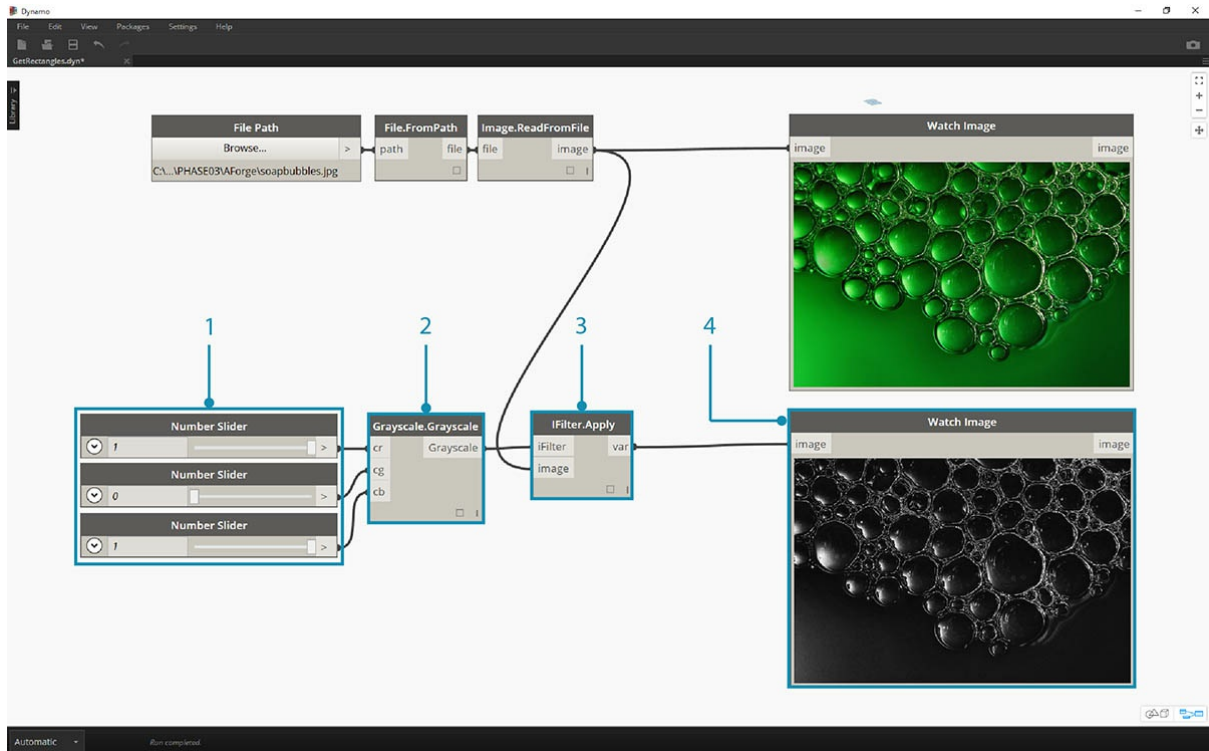 Dynamo
File Edit View Packages Settings Help
GetRectangles.dyn*
Library
File Path
Browse... >
C:\...\PHASE03\AForge\soapbubbles.jpg
File.FromPath
path file
Image.ReadFromFile
file image
Watch Image
image image
1
2
3
4
Number Slider
1 >
Number Slider
0 >
Number Slider
1 >
Grayscale.Grayscale
cr Grayscale
cg
cb
IFilter.Apply
iFilter var
image
Watch Image
image image
Automatic
Run completed.